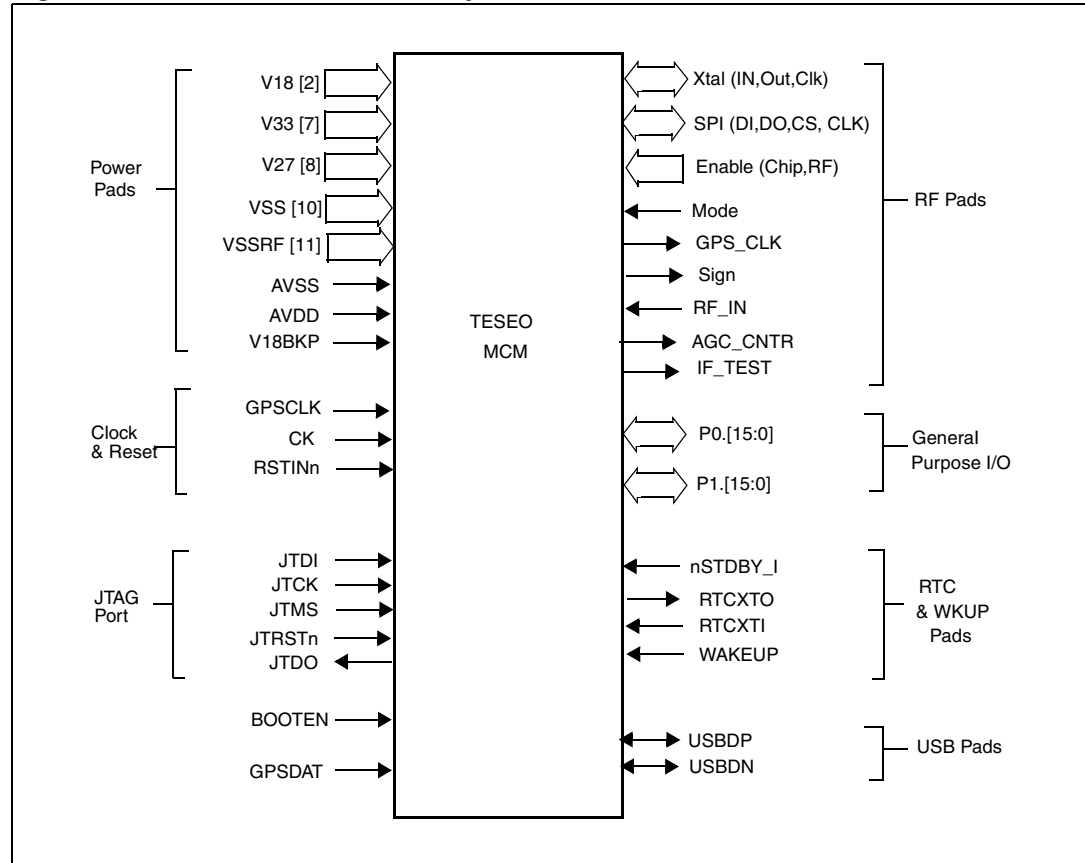 V18 [2]
V33 [7]
V27 [8]
VSS [10]
VSSRF [11]
AVSS
AVDD
V18BKP
Power
Pads
GPSCLK
CK
RSTINn
Clock
& Reset
JTDI
JTCK
JTMS
JTRSTn
JTDO
JTAG
Port
BOOTEN
GPSDAT
TESEO
MCM
Xtal (IN,Out,Clk)
SPI (DI,DO,CS, CLK)
Enable (Chip,RF)
Mode
GPS_CLK
Sign
RF_IN
AGC_CNTR
IF_TEST
RF Pads
P0.[15:0]
P1.[15:0]
General
Purpose I/O
nSTDBY_I
RTCXTO
RTCXTI
WAKEUP
RTC
& WKUP
Pads
USBDP
USBDN
USB Pads